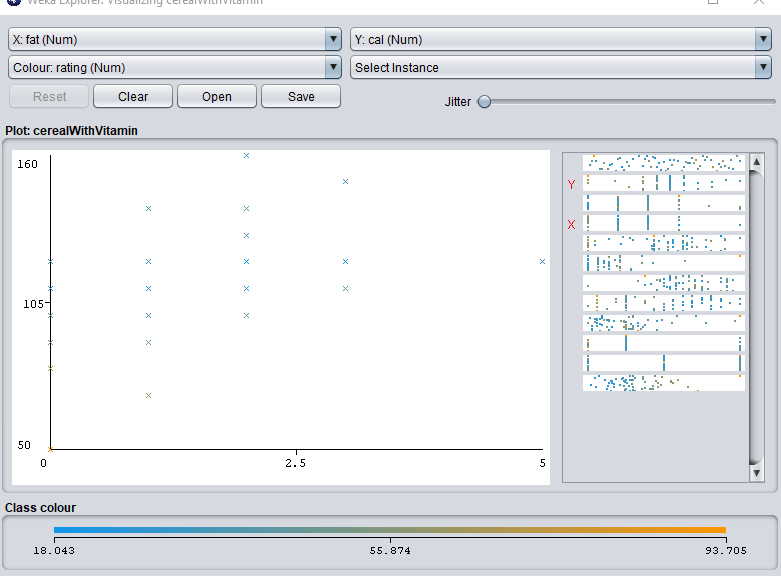 Weka Explorer: Visualizing cerealWithVitamin
X: fat (Num) Y: cal (Num)
Colour: rating (Num) Select Instance
Reset Clear Open Save Jitter
Plot: cerealWithVitamin
160
105
50
0 2.5 5
Y
X
Class colour
18.043 55.874 93.705